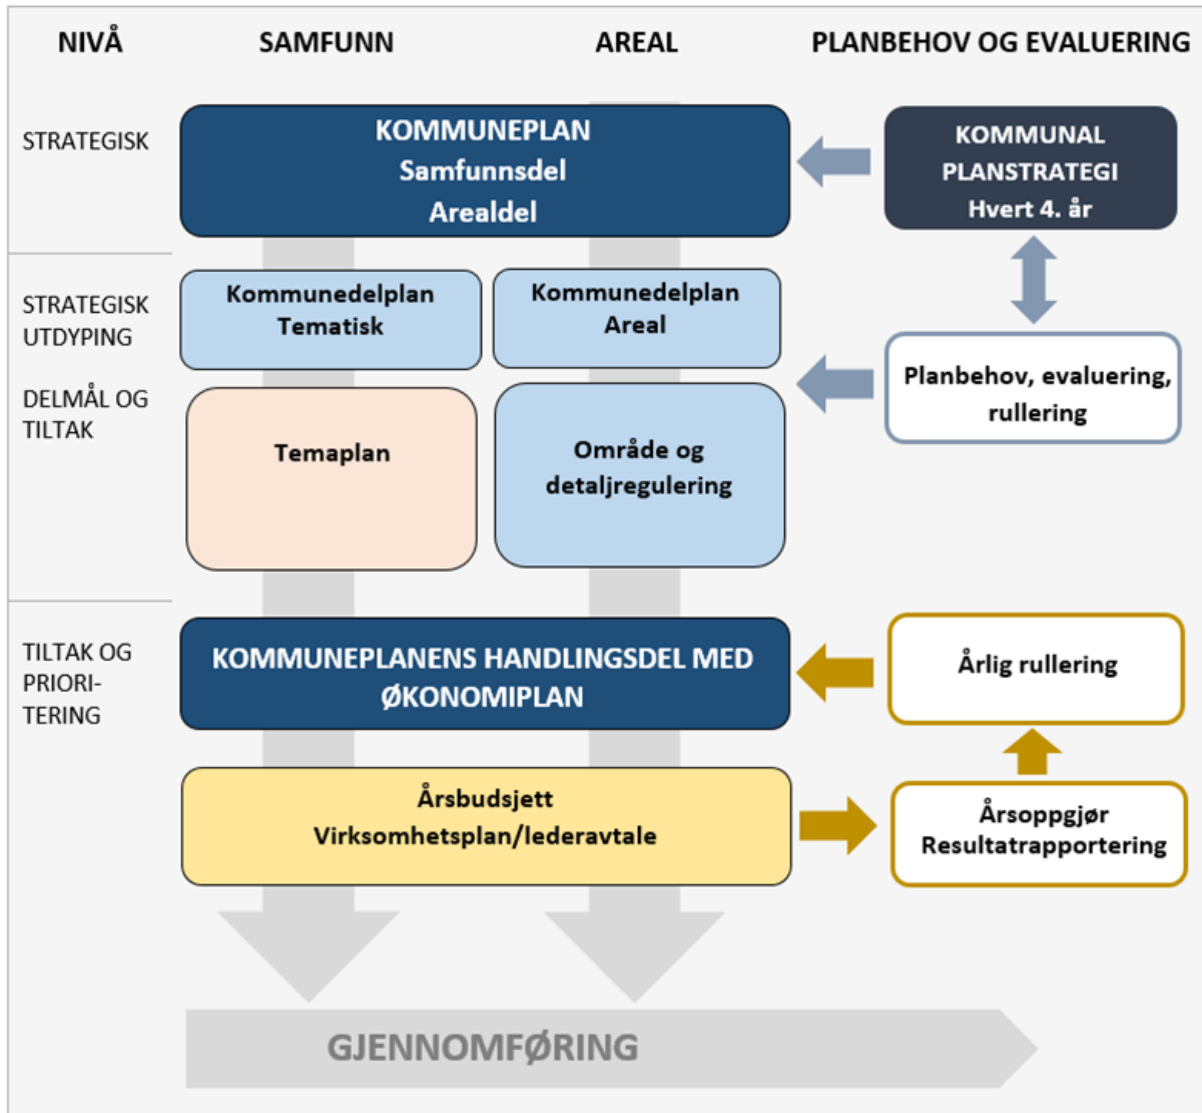 NIVÅ
SAMFUNN
AREAL
PLANBEHOV OG EVALUERING
STRATEGISK
KOMMUNEPLAN
Samfunnsdel
Arealdel
KOMMUNAL
PLANSTRATEGI
Hvert 4. år
STRATEGISK
UTDYPING
Kommunedelplan
Tematisk
Kommunedelplan
Areal
Planbehov, evaluering,
rullering
DELMÅL OG
TILTAK
Temaplan
Område og
detaljregulering
TILTAK OG
PRIORI-
TERING
KOMMUNEPLANENS HANDLINGSDEL MED
ØKONOMIPLAN
Årlig rullering
Årsbudsjett
Virksomhetsplan/lederavtale
Årsoppgjør
Resultatrapportering
GJENNOMFØRING